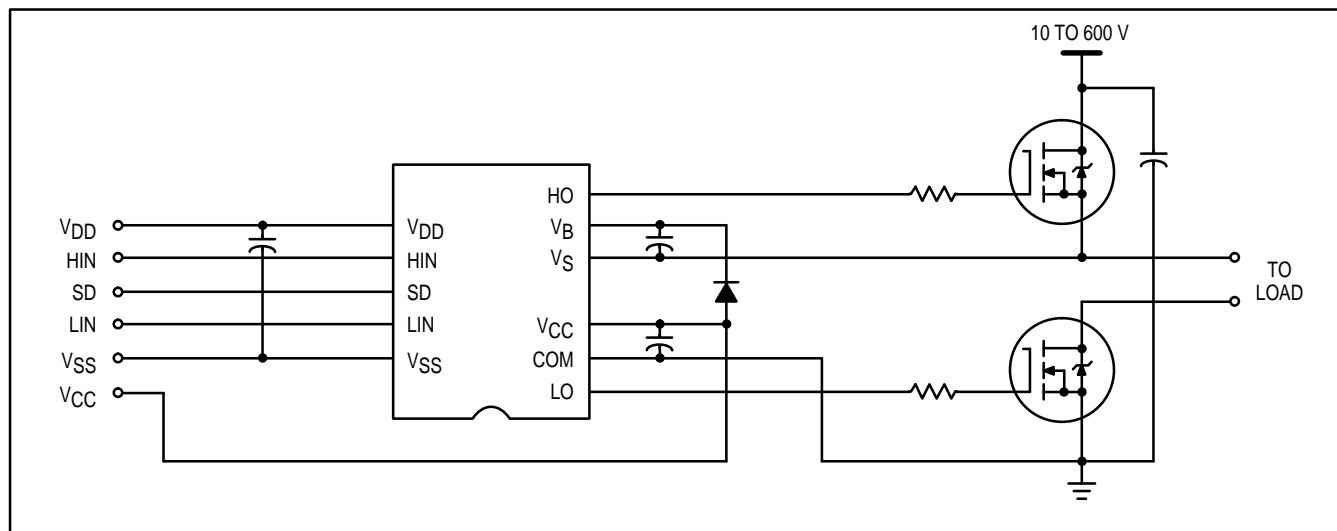 10 TO 600 V
HO
VDD
VDD
VB
HIN
HIN
VS
SD
SD
TO
LOAD
LIN
LIN
VCC
VSS
VSS
COM
VCC
LO